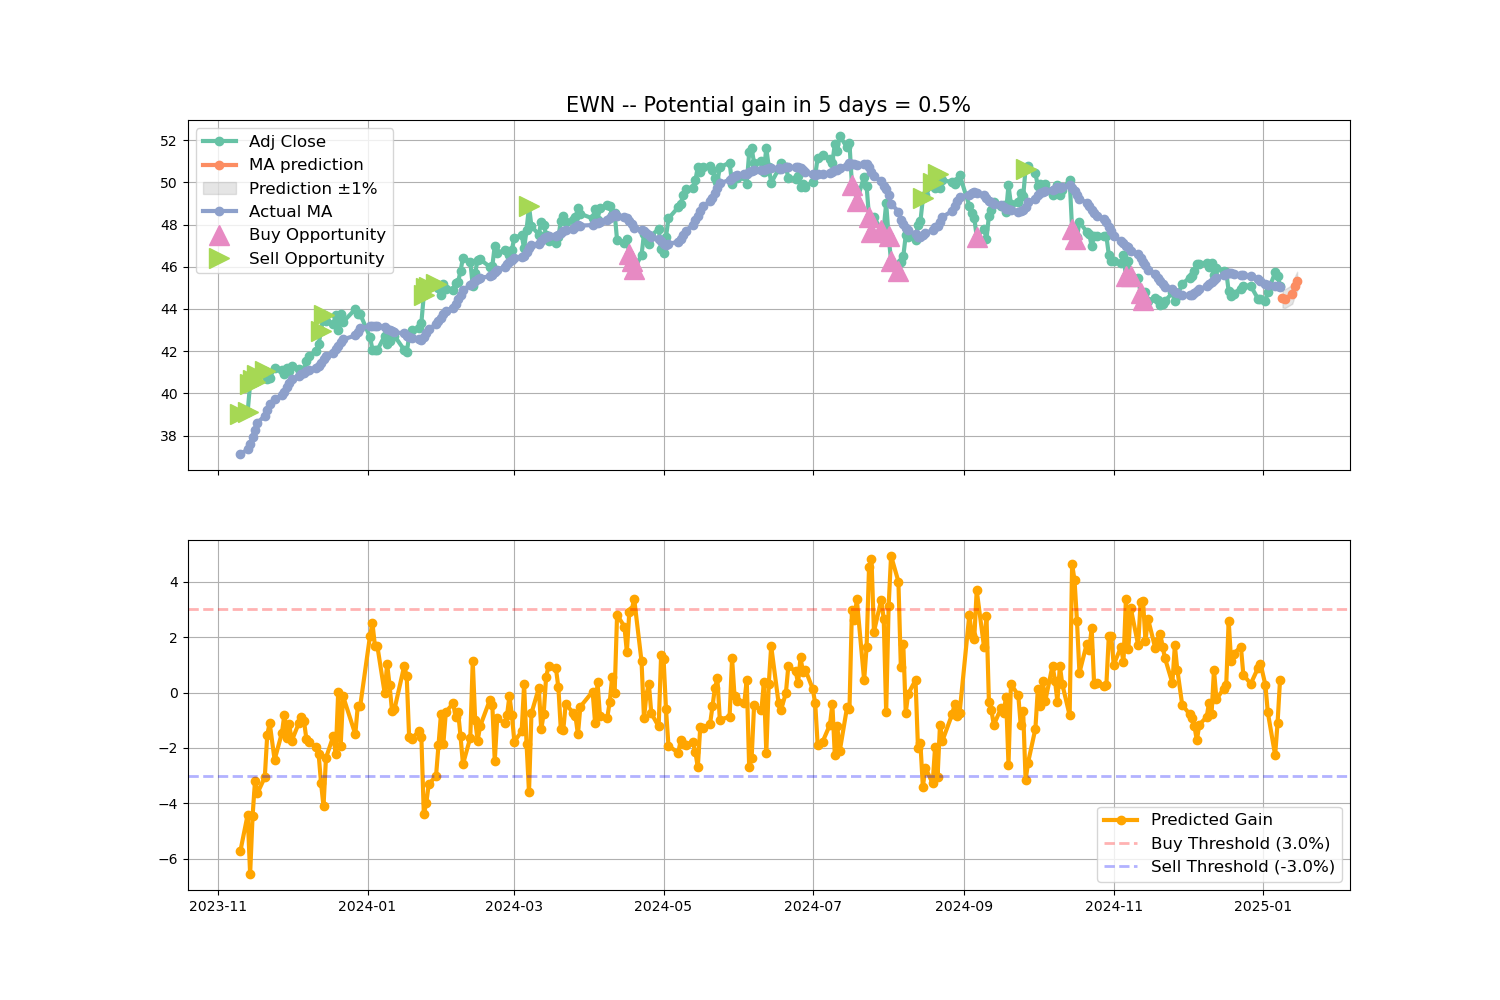 EWN -- Potential gain in 5 days = 0.5%
52
50
48
46
44
42
40
38
Adj Close
MA prediction
Prediction ±1%
Actual MA
Buy Opportunity
Sell Opportunity
4
2
0
−2
−4
−6
Predicted Gain
Buy Threshold (3.0%)
Sell Threshold (-3.0%)
2023-11
2024-01
2024-03
2024-05
2024-07
2024-09
2024-11
2025-01